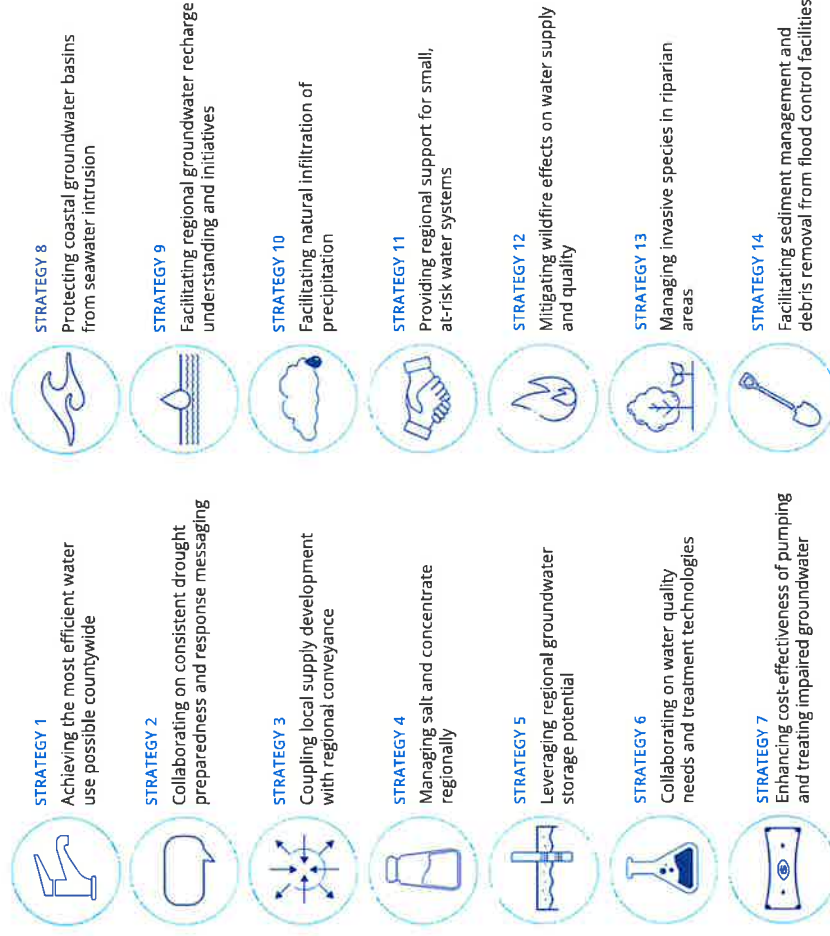 STRATEGY 1
Achieving the most efficient water
use possible countywide
STRATEGY 2
Collaborating on consistent drought
preparedness and response messaging
STRATEGY 3
Coupling local supply development
with regional conveyance
STRATEGY 4
Managing salt and concentrate
regionally
STRATEGY 5
Leveraging regional groundwater
storage potential
STRATEGY 6
Collaborating on water quality
needs and treatment technologies
STRATEGY 7
Enhancing cost-effectiveness of pumping
and treating impaired groundwater
STRATEGY 8
Protecting coastal groundwater basins
from seawater intrusion
STRATEGY 9
Facilitating regional groundwater recharge
understanding and initiatives
STRATEGY 10
Facilitating natural infiltration of
precipitation
STRATEGY 11
Providing regional support for small,
at-risk water systems
STRATEGY 12
Mitigating wildfire effects on water supply
and quality
STRATEGY 13
Managing invasive species in riparian
areas
STRATEGY 14
Facilitating sediment management and
debris removal from flood control facilities